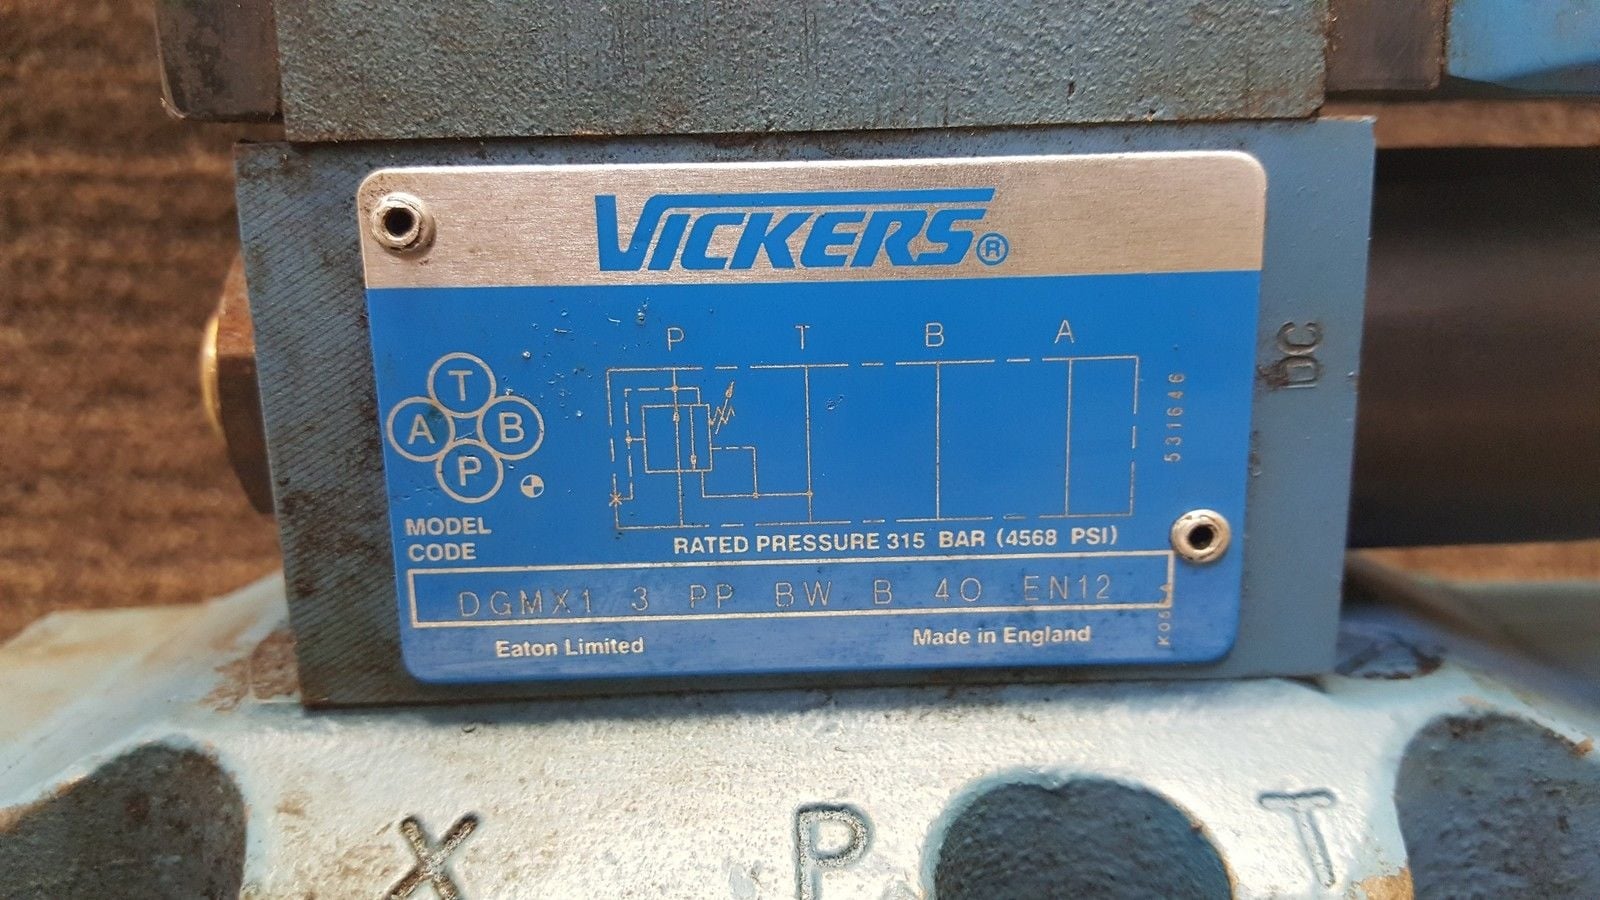 VICKERS®
P T B A
T
A B
P
531646
DC
MODEL
CODE
RATED PRESSURE 315 BAR (4568 PSI)
DGMX1 3 PP BW B 40 EN12
Eaton Limited
Made in England
X P T